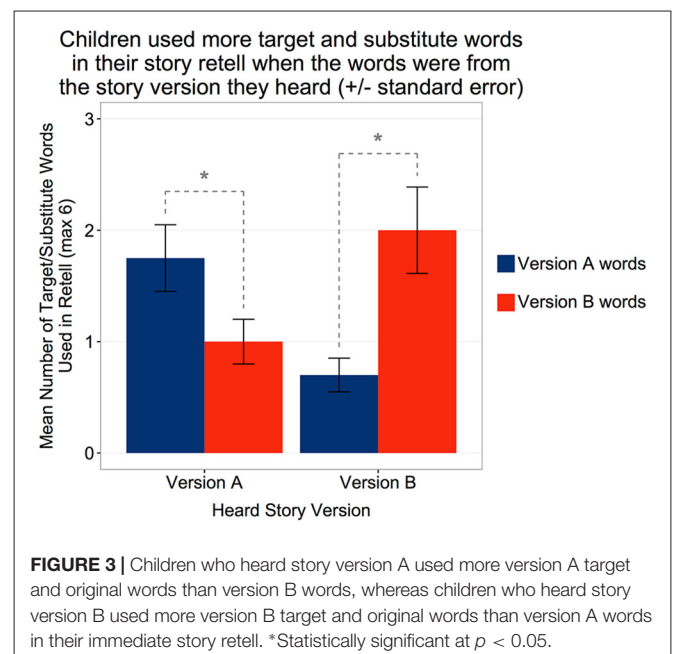 Children used more target and substitute words
in their story retell when the words were from
the story version they heard (+/- standard error)
3
*
*
2
1
0
Mean Number of Target/Substitute Words
Used in Retell (max 6)
Version A words
Version B words
Version A
Version B
Heard Story Version
FIGURE 3 | Children who heard story version A used more version A target
and original words than version B words, whereas children who heard story
version B used more version B target and original words than version A words
in their immediate story retell. *Statistically significant at p < 0.05.